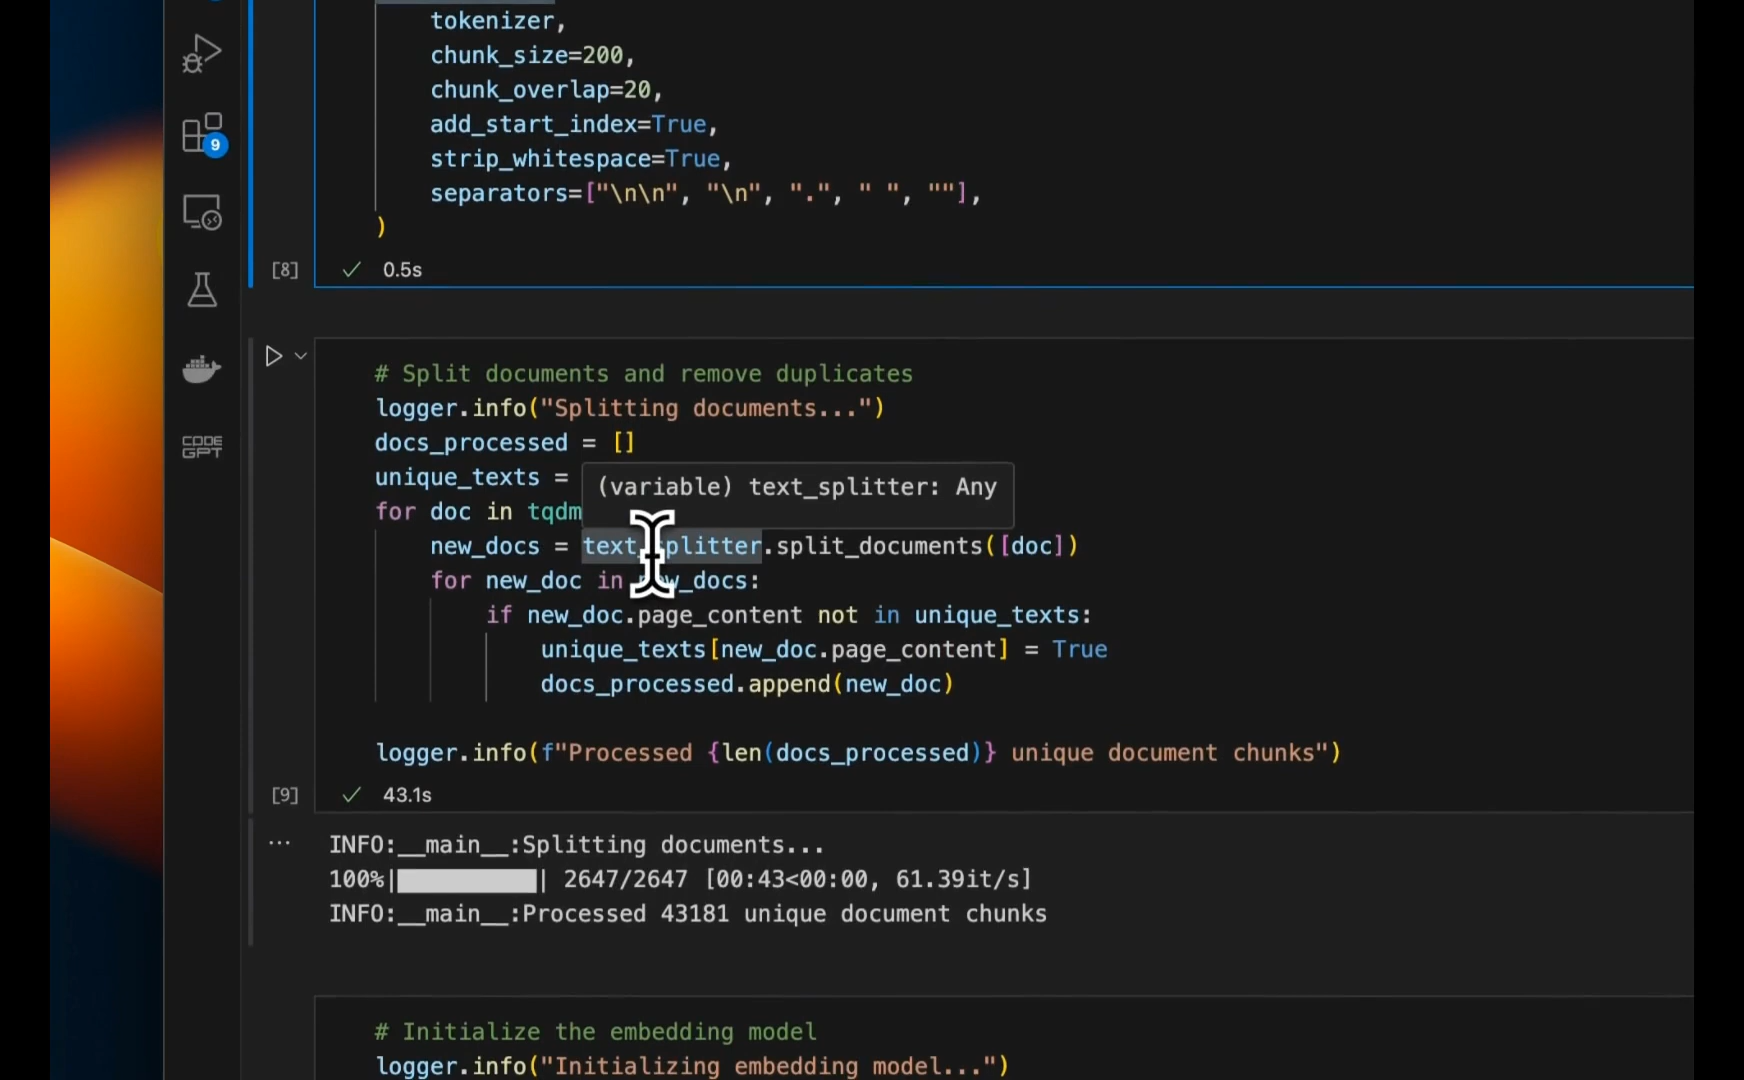 tokenizer,
chunk_size=200,
chunk_overlap=20,
add_start_index=True,
strip_whitespace=True,
separators=["\n\n", "\n", ".", " ", ""],
)
[8] ✓ 0.5s
9
CODE
GPT
# Split documents and remove duplicates
logger.info("Splitting documents...")
docs_processed = []
unique_texts =
(variable) text_splitter: Any
for doc in tqdm
new_docs = text_splitter.split_documents([doc])
for new_doc in new_docs:
if new_doc.page_content not in unique_texts:
unique_texts[new_doc.page_content] = True
docs_processed.append(new_doc)
logger.info(f"Processed {len(docs_processed)} unique document chunks")
[9] ✓ 43.1s
... INFO:__main__:Splitting documents...
100%|██████████| 2647/2647 [00:43<00:00, 61.39it/s]
INFO:__main__:Processed 43181 unique document chunks
# Initialize the embedding model
logger.info("Initializing embedding model...")